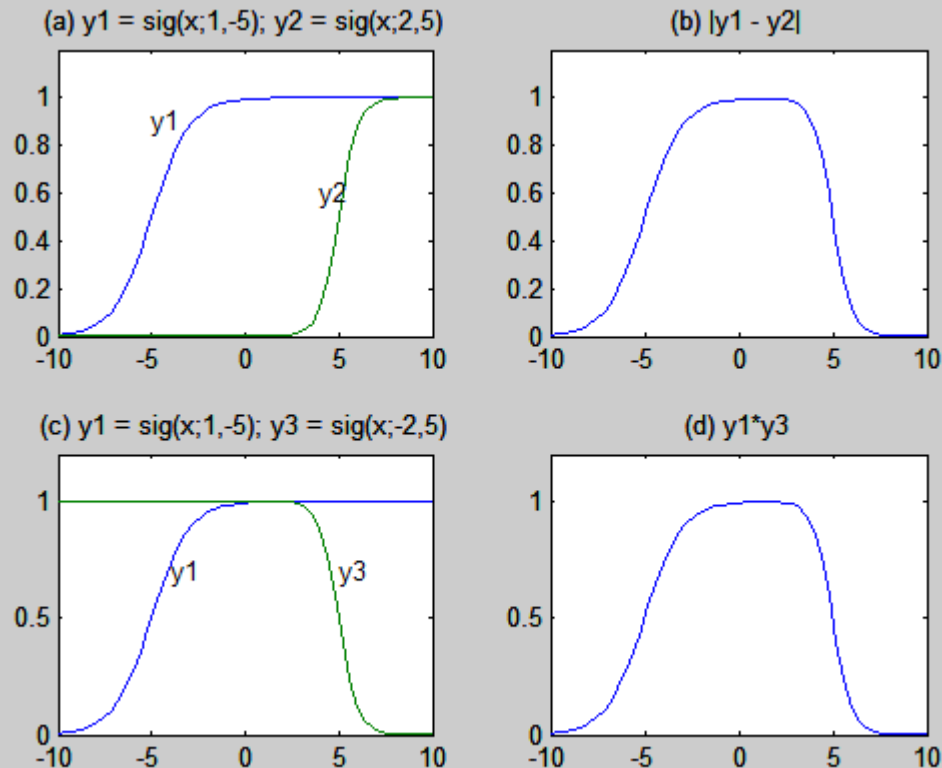 (a) y1 = sig(x;1,-5); y2 = sig(x;2,5)
1
0.8
0.6
0.4
0.2
0
-10 -5 0 5 10
y1
y2
(b) |y1 - y2|
1
0.8
0.6
0.4
0.2
0
-10 -5 0 5 10
(c) y1 = sig(x;1,-5); y3 = sig(x;-2,5)
1
0.5
0
-10 -5 0 5 10
y1
y3
(d) y1*y3
1
0.5
0
-10 -5 0 5 10